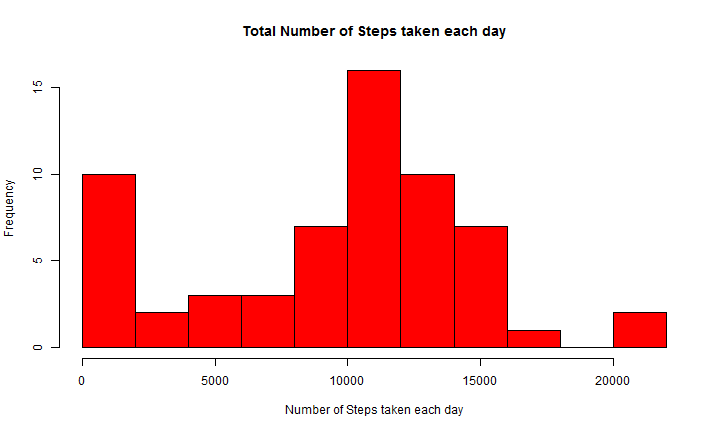 Total Number of Steps taken each day
15
10
5
0
Frequency
0 5000 10000 15000 20000
Number of Steps taken each day